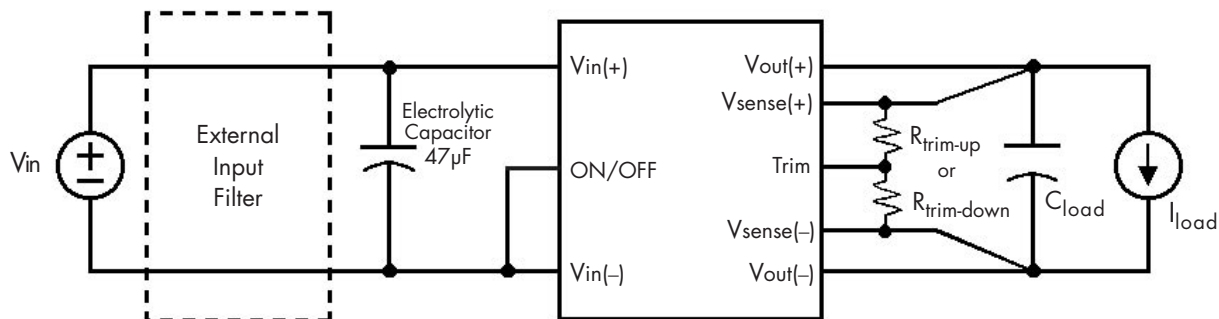 Vin
External
Input
Filter
Electrolytic
Capacitor
47µF
Vin(+)
ON/OFF
Vin(–)
Vout(+)
Vsense(+)
Trim
Vsense(–)
Vout(–)
Rtrim-up
or
Rtrim-down
Cload
Iload